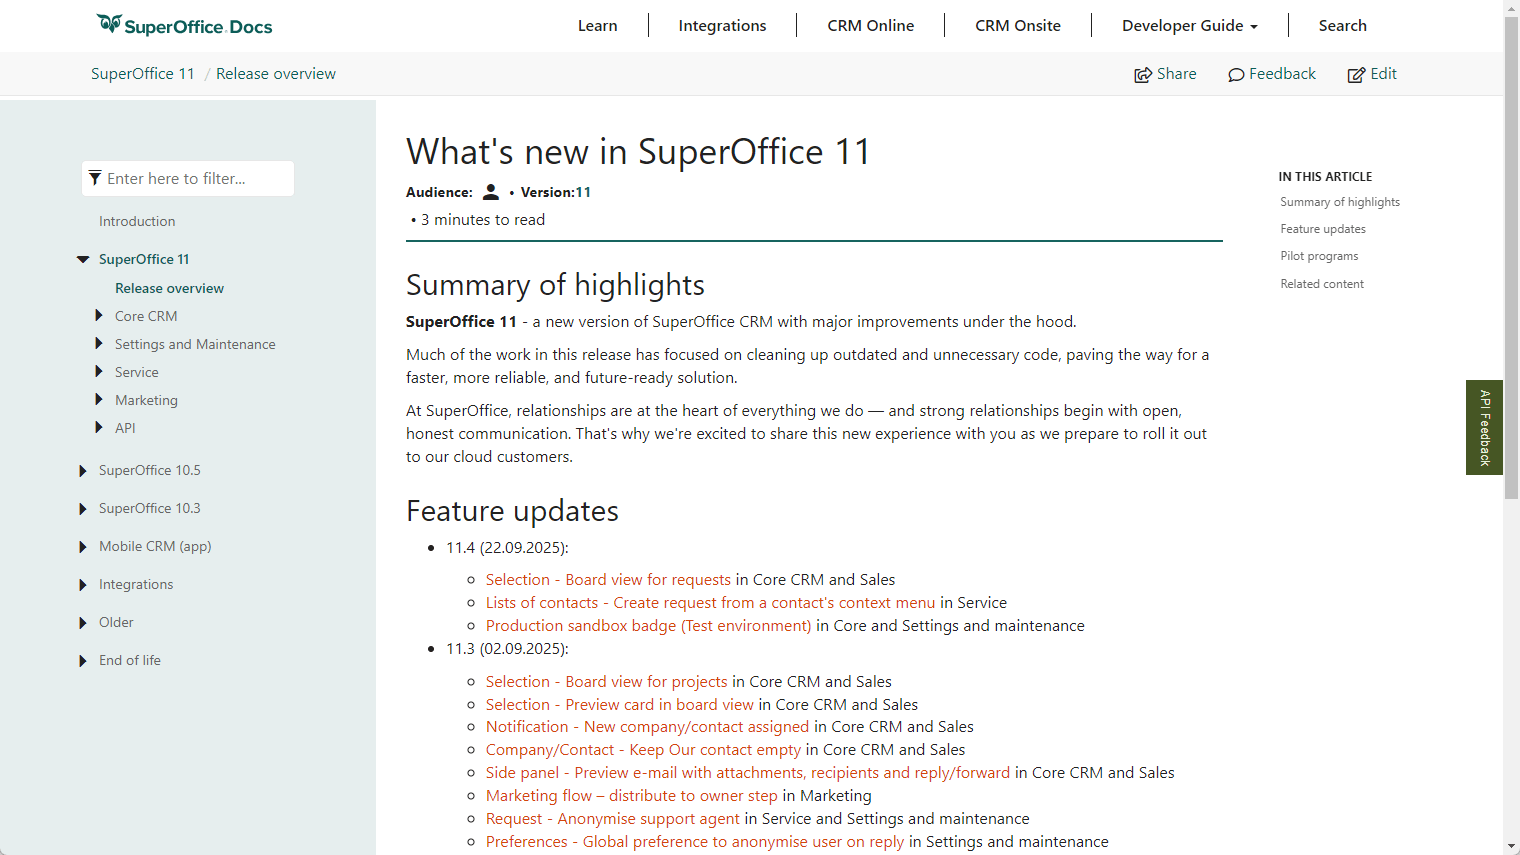 SuperOffice.Docs
Learn
Integrations
CRM Online
CRM Onsite
Developer Guide
Search
SuperOffice 11 / Release overview
Share
Feedback
Edit
Enter here to filter...
Introduction
SuperOffice 11
Release overview
Core CRM
Settings and Maintenance
Service
Marketing
API
SuperOffice 10.5
SuperOffice 10.3
Mobile CRM (app)
Integrations
Older
End of life
What's new in SuperOffice 11
Audience: • Version:11
• 3 minutes to read
Summary of highlights
SuperOffice 11 - a new version of SuperOffice CRM with major improvements under the hood.
Much of the work in this release has focused on cleaning up outdated and unnecessary code, paving the way for a
faster, more reliable, and future-ready solution.
At SuperOffice, relationships are at the heart of everything we do — and strong relationships begin with open,
honest communication. That's why we're excited to share this new experience with you as we prepare to roll it out
to our cloud customers.
Feature updates
• 11.4 (22.09.2025):
Selection - Board view for requests in Core CRM and Sales
Lists of contacts - Create request from a contact's context menu in Service
Production sandbox badge (Test environment) in Core and Settings and maintenance
• 11.3 (02.09.2025):
Selection - Board view for projects in Core CRM and Sales
Selection - Preview card in board view in Core CRM and Sales
Notification - New company/contact assigned in Core CRM and Sales
Company/Contact - Keep Our contact empty in Core CRM and Sales
Side panel - Preview e-mail with attachments, recipients and reply/forward in Core CRM and Sales
Marketing flow – distribute to owner step in Marketing
Request - Anonymise support agent in Service and Settings and maintenance
Preferences - Global preference to anonymise user on reply in Settings and maintenance
IN THIS ARTICLE
Summary of highlights
Feature updates
Pilot programs
Related content
API Feedback